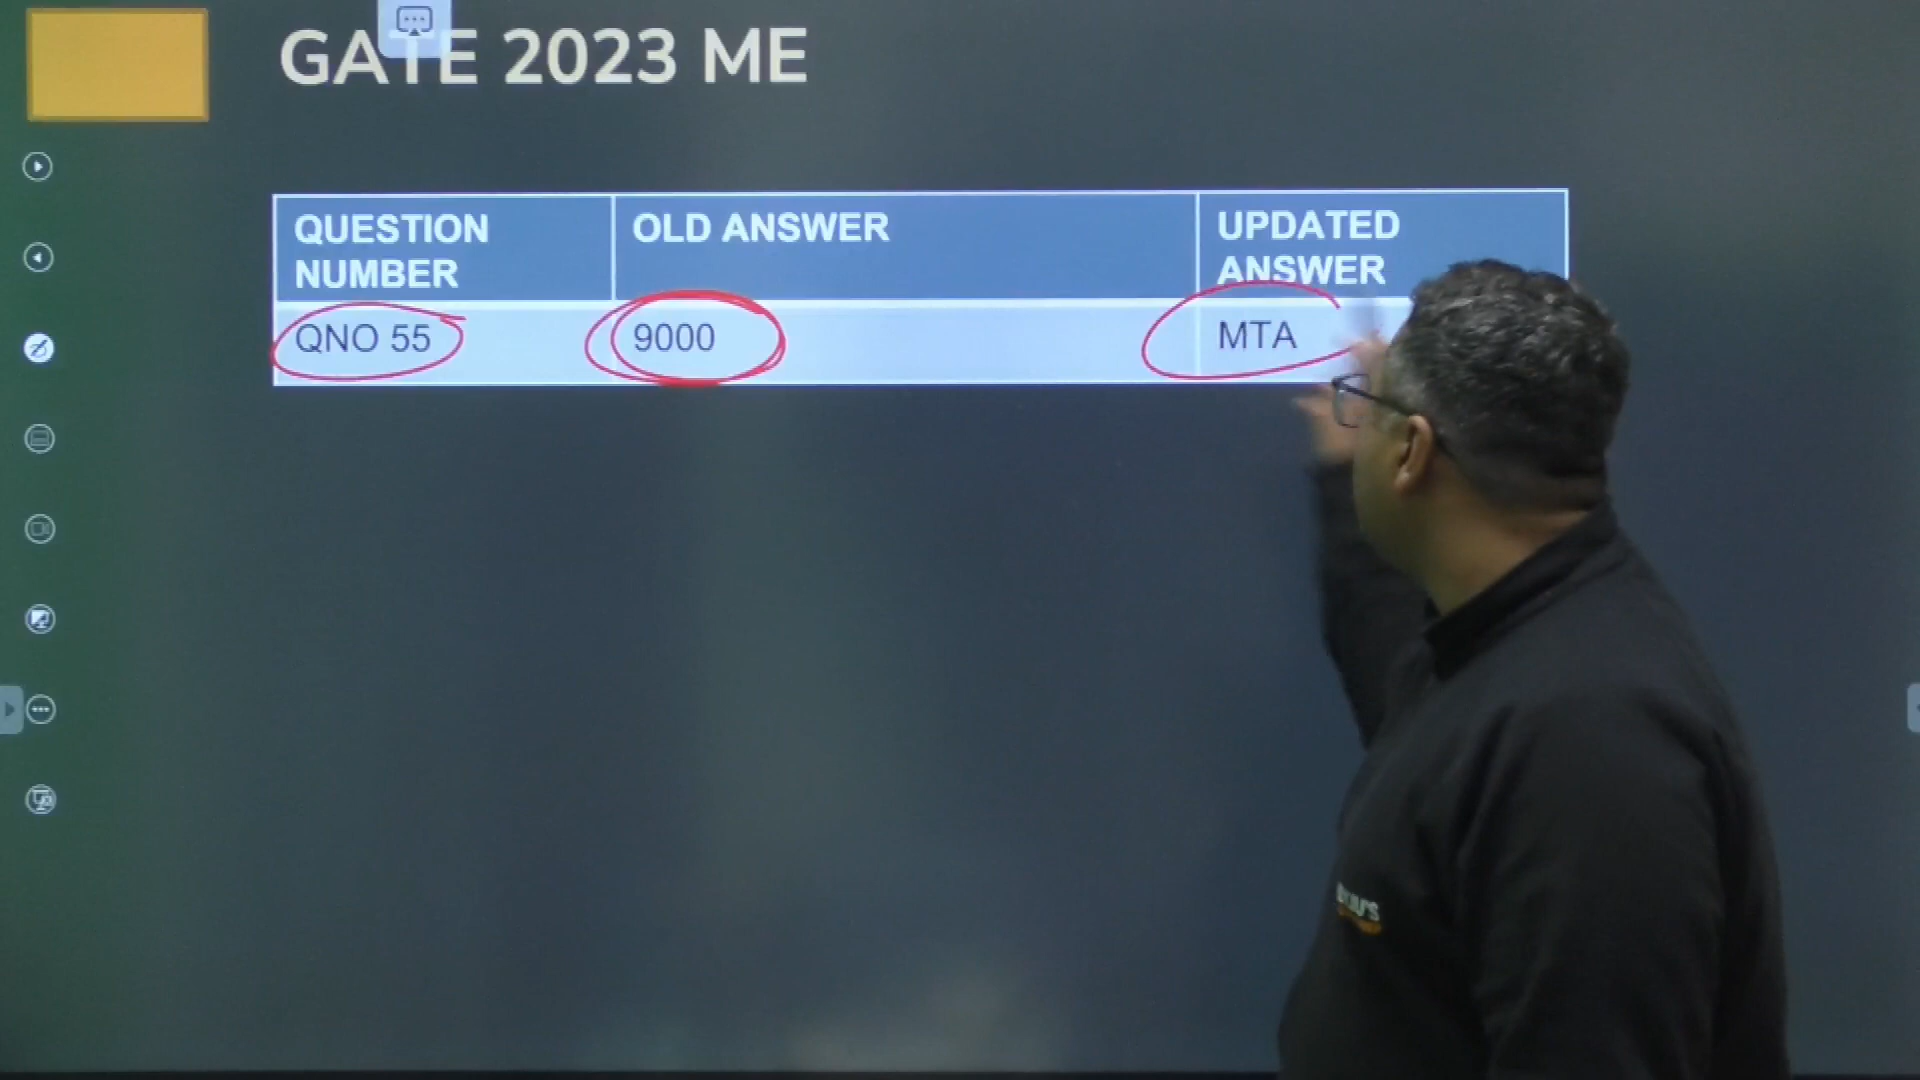 GATE 2023 ME
QUESTION NUMBER
OLD ANSWER
UPDATED ANSWER
QNO 55
9000
MTA